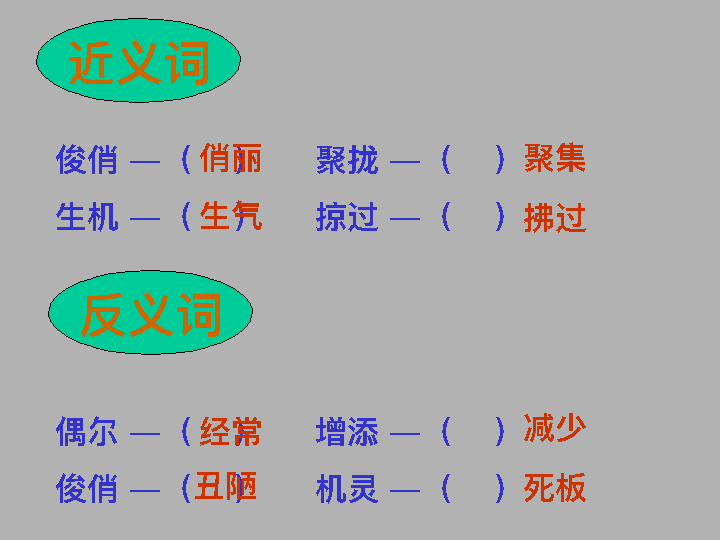 近义词
俊俏 — （俏丽） 聚拢 — （ ）聚集
生机 — （生气） 掠过 — （ ）拂过
反义词
偶尔 — （经常） 增添 — （ ）减少
俊俏 — （丑陋） 机灵 — （ ）死板